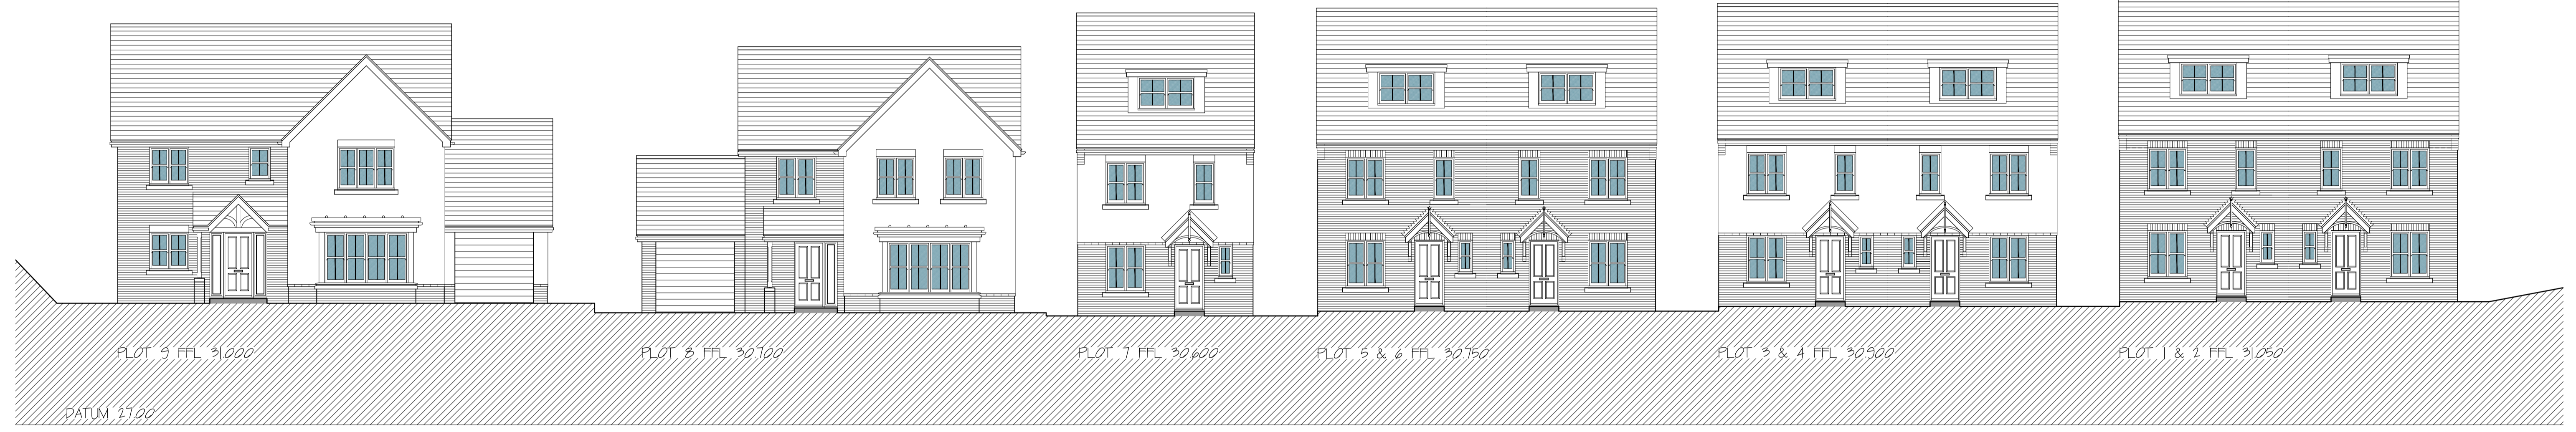 PLOT 9 FFL 31.000
PLOT 8 FFL 30.700
PLOT 7 FFL 30.600
PLOT 5 & 6 FFL 30.750
PLOT 3 & 4 FFL 30.900
PLOT 1 & 2 FFL 31.050
DATUM 27.00